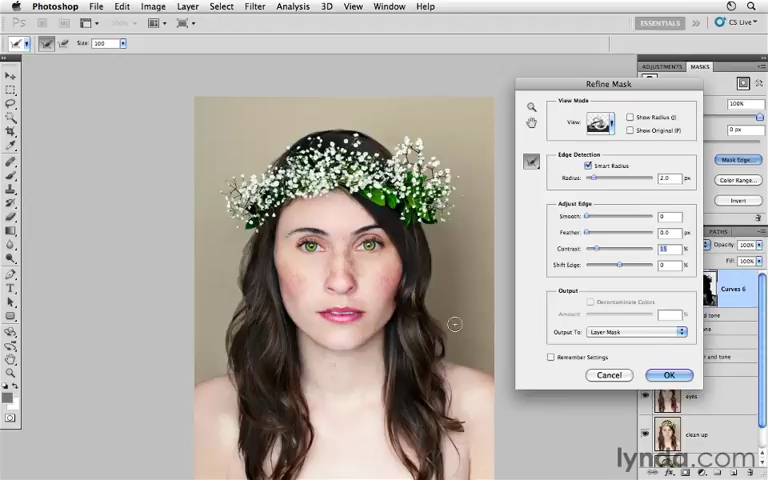 Photoshop File Edit Image Layer Select Filter Analysis 3D View Window Help
Ps ESSENTIALS >> CS Live
Size: 100
ADJUSTMENTS MASKS
Refine Mask
View Mode
View:
Show Radius (J)
Show Original (P)
Edge Detection
Smart Radius
Radius: 2.0 px
Adjust Edge
Smooth: 0
Feather: 0.0 px
Contrast: 15 %
Shift Edge: 0 %
Output
Decontaminate Colors
Amount:
Output To: Layer Mask
Remember Settings
Cancel OK
100%
0 px
Mask Edge...
Color Range...
Invert
PATHS
Opacity: 100%
Fill: 100%
Curves 6
eyes
clean up
lynda.com